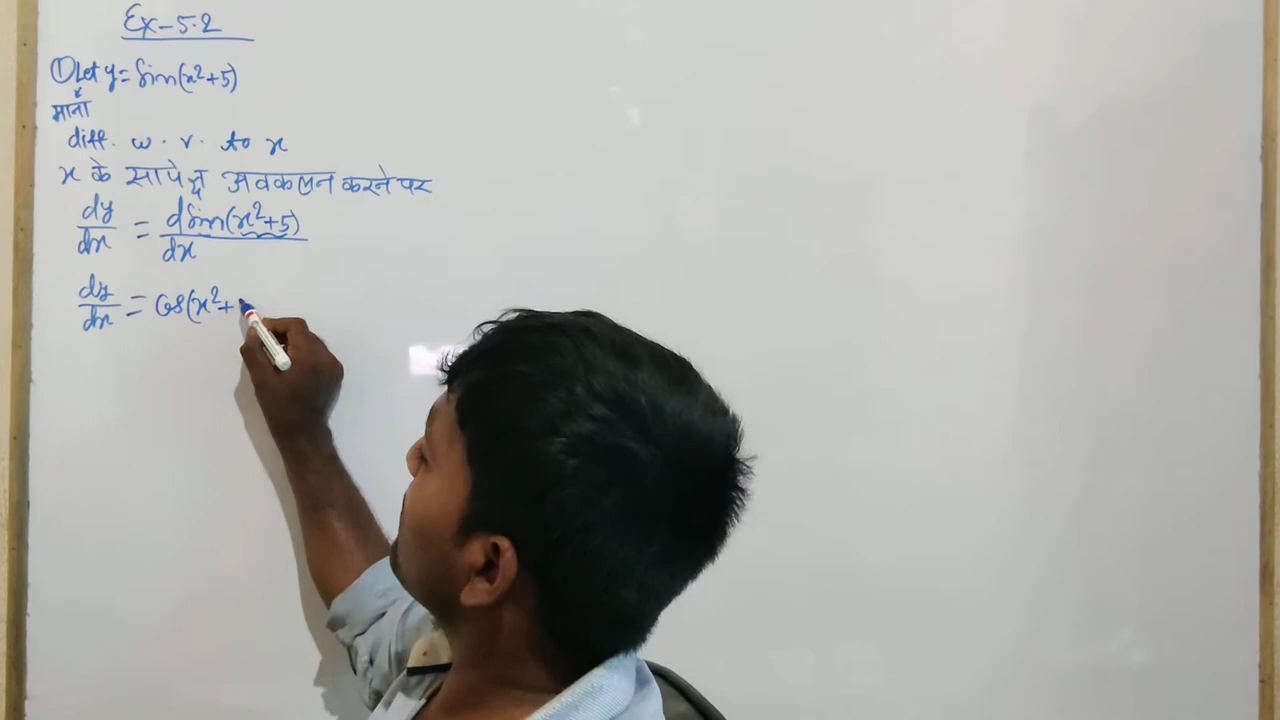 Ex-5.2
① Let y = Sin(x²+5)
माना
diff. w. r. to x
x के सापेक्ष अवकलन करने पर
dy/dx = dSin(x²+5)/dx
dy/dx = Cos(x²+